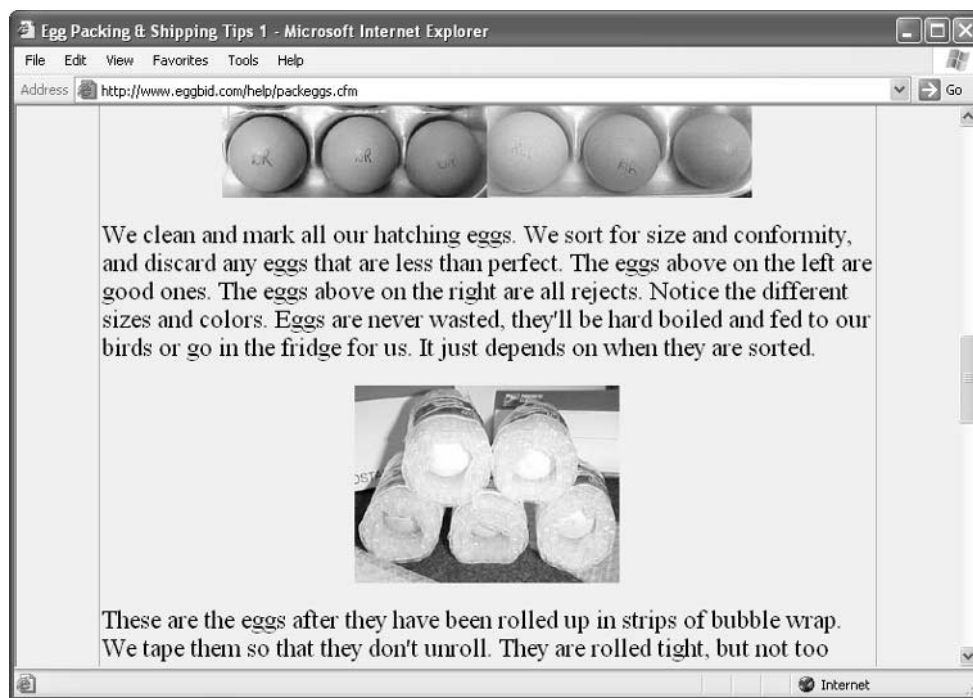 Egg Packing & Shipping Tips 1 - Microsoft Internet Explorer
File Edit View Favorites Tools Help
Address http://www.eggbid.com/help/packeggs.cfm Go
We clean and mark all our hatching eggs. We sort for size and conformity,
and discard any eggs that are less than perfect. The eggs above on the left are
good ones. The eggs above on the right are all rejects. Notice the different
sizes and colors. Eggs are never wasted, they'll be hard boiled and fed to our
birds or go in the fridge for us. It just depends on when they are sorted.
These are the eggs after they have been rolled up in strips of bubble wrap.
We tape them so that they don't unroll. They are rolled tight, but not too
Internet